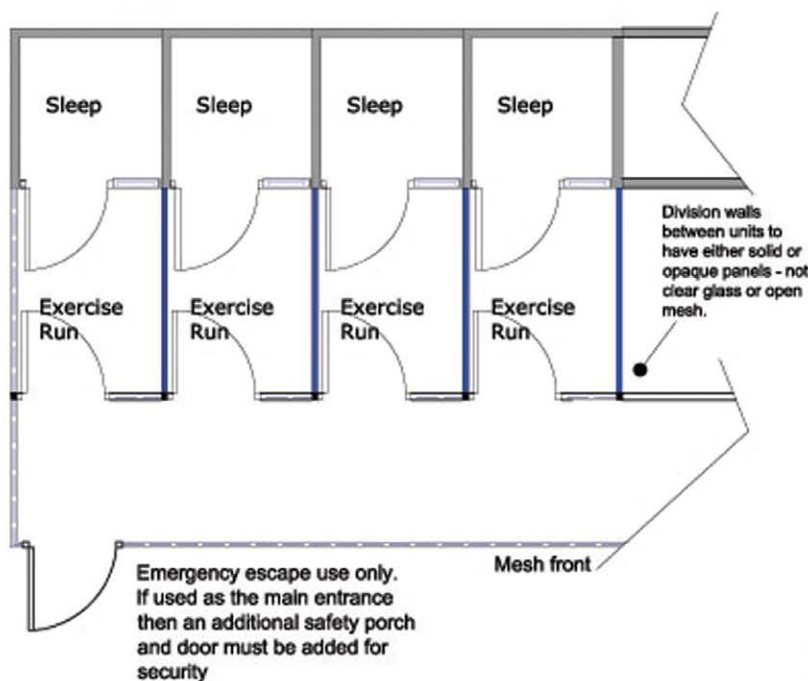 Sleep
Sleep
Sleep
Sleep
Division walls
between units to
have either solid or
opaque panels - not
clear glass or open
mesh.
Exercise
Run
Exercise
Run
Exercise
Run
Exercise
Run
Mesh front
Emergency escape use only.
If used as the main entrance
then an additional safety porch
and door must be added for
security